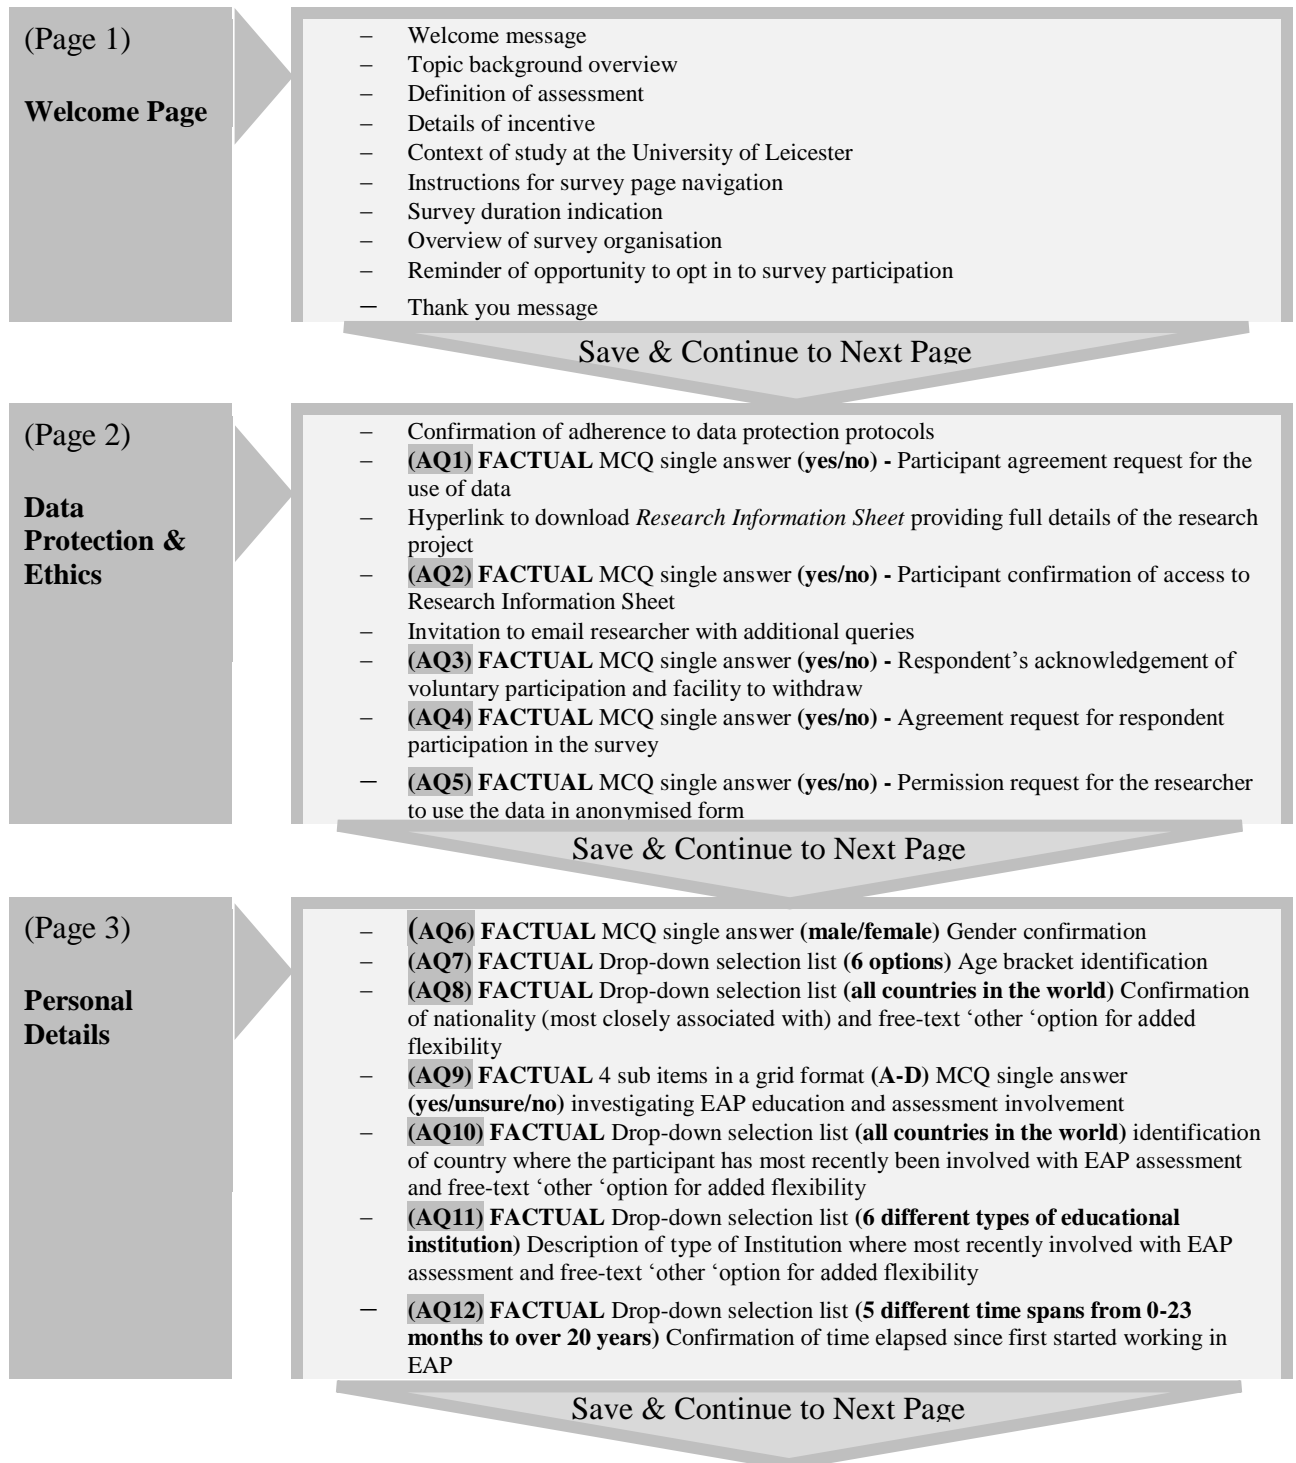 (Page 1)
Welcome Page
– Welcome message
– Topic background overview
– Definition of assessment
– Details of incentive
– Context of study at the University of Leicester
– Instructions for survey page navigation
– Survey duration indication
– Overview of survey organisation
– Reminder of opportunity to opt in to survey participation
– Thank you message
Save & Continue to Next Page
(Page 2)
Data
Protection &
Ethics
– Confirmation of adherence to data protection protocols
– (AQ1) FACTUAL MCQ single answer (yes/no) - Participant agreement request for the
use of data
– Hyperlink to download Research Information Sheet providing full details of the research
project
– (AQ2) FACTUAL MCQ single answer (yes/no) - Participant confirmation of access to
Research Information Sheet
– Invitation to email researcher with additional queries
– (AQ3) FACTUAL MCQ single answer (yes/no) - Respondent’s acknowledgement of
voluntary participation and facility to withdraw
– (AQ4) FACTUAL MCQ single answer (yes/no) - Agreement request for respondent
participation in the survey
– (AQ5) FACTUAL MCQ single answer (yes/no) - Permission request for the researcher
to use the data in anonymised form
Save & Continue to Next Page
(Page 3)
Personal
Details
– (AQ6) FACTUAL MCQ single answer (male/female) Gender confirmation
– (AQ7) FACTUAL Drop-down selection list (6 options) Age bracket identification
– (AQ8) FACTUAL Drop-down selection list (all countries in the world) Confirmation
of nationality (most closely associated with) and free-text ‘other ‘option for added
flexibility
– (AQ9) FACTUAL 4 sub items in a grid format (A-D) MCQ single answer
(yes/unsure/no) investigating EAP education and assessment involvement
– (AQ10) FACTUAL Drop-down selection list (all countries in the world) identification
of country where the participant has most recently been involved with EAP assessment
and free-text ‘other ‘option for added flexibility
– (AQ11) FACTUAL Drop-down selection list (6 different types of educational
institution) Description of type of Institution where most recently involved with EAP
assessment and free-text ‘other ‘option for added flexibility
– (AQ12) FACTUAL Drop-down selection list (5 different time spans from 0-23
months to over 20 years) Confirmation of time elapsed since first started working in
EAP
Save & Continue to Next Page